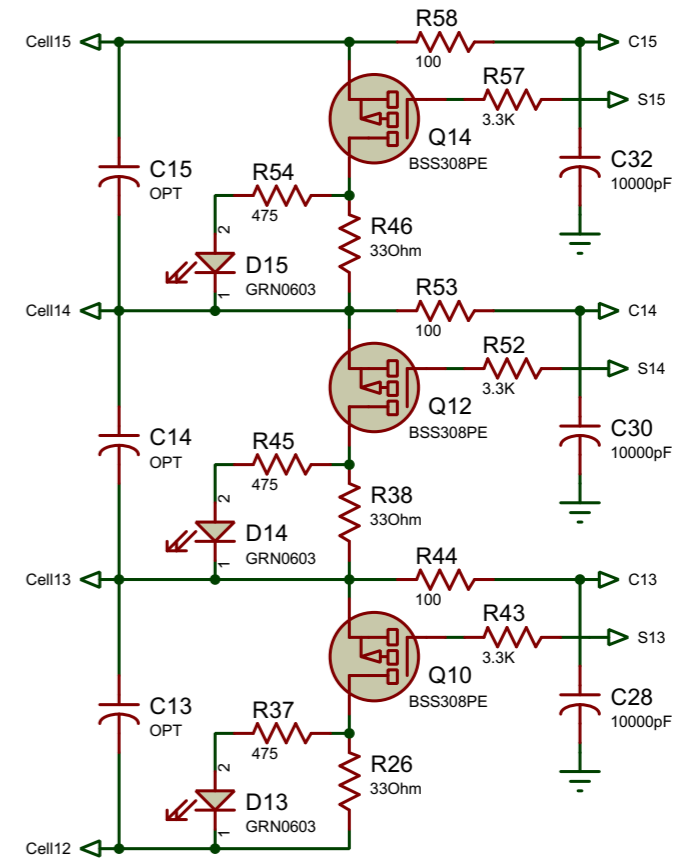 R58
Cell15
C15
100
R57
S15
3.3K
Q14
BSS308PE
C32
10000pF
C15
OPT
R54
475
R46
33Ohm
2
D15
GRN0603
1
R53
Cell14
C14
100
R52
S14
3.3K
Q12
BSS308PE
C30
10000pF
C14
OPT
R45
475
R38
33Ohm
2
D14
GRN0603
1
R44
Cell13
C13
100
R43
S13
3.3K
Q10
BSS308PE
C28
10000pF
C13
OPT
R37
475
R26
33Ohm
2
D13
GRN0603
1
Cell12